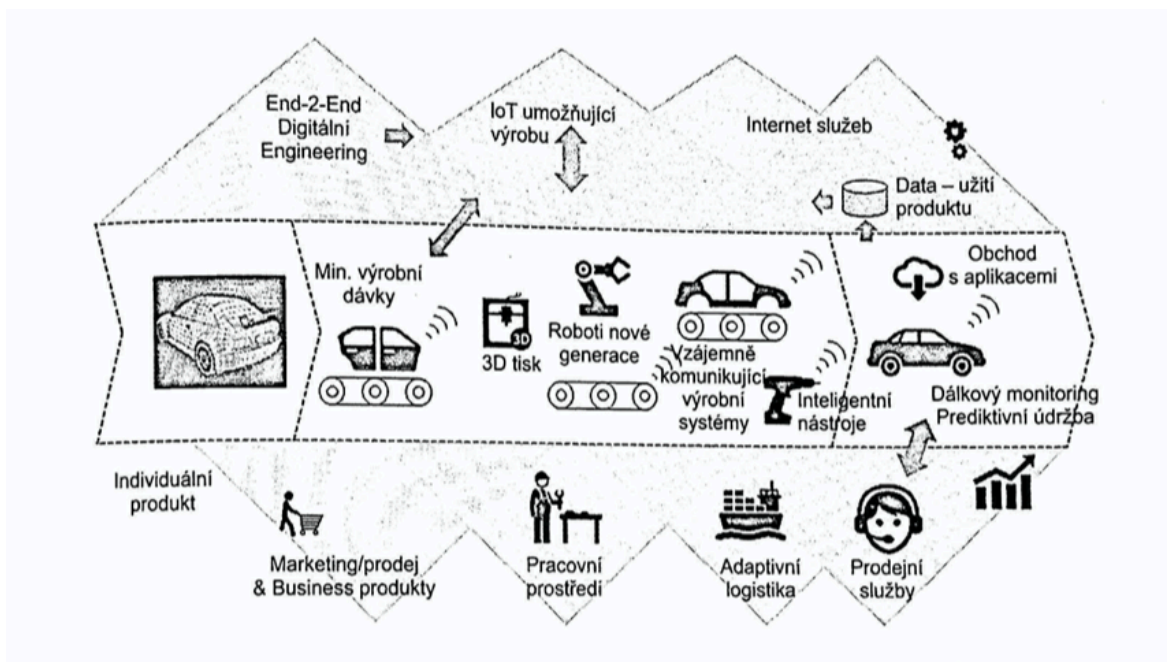 End-2-End
Digitální
Engineering
IoT umožňující
výrobu
Internet služeb
Data – užití
produktu
Min. výrobní
dávky
3D
3D tisk
Roboti nové
generace
Vzájemně
komunikující
výrobní
systémy
Inteligentní
nástroje
Obchod
s aplikacemi
Dálkový monitoring
Prediktivní údržba
Individuální
produkt
Marketing/prodej
& Business produkty
Pracovní
prostředí
Adaptivní
logistika
Prodejní
služby